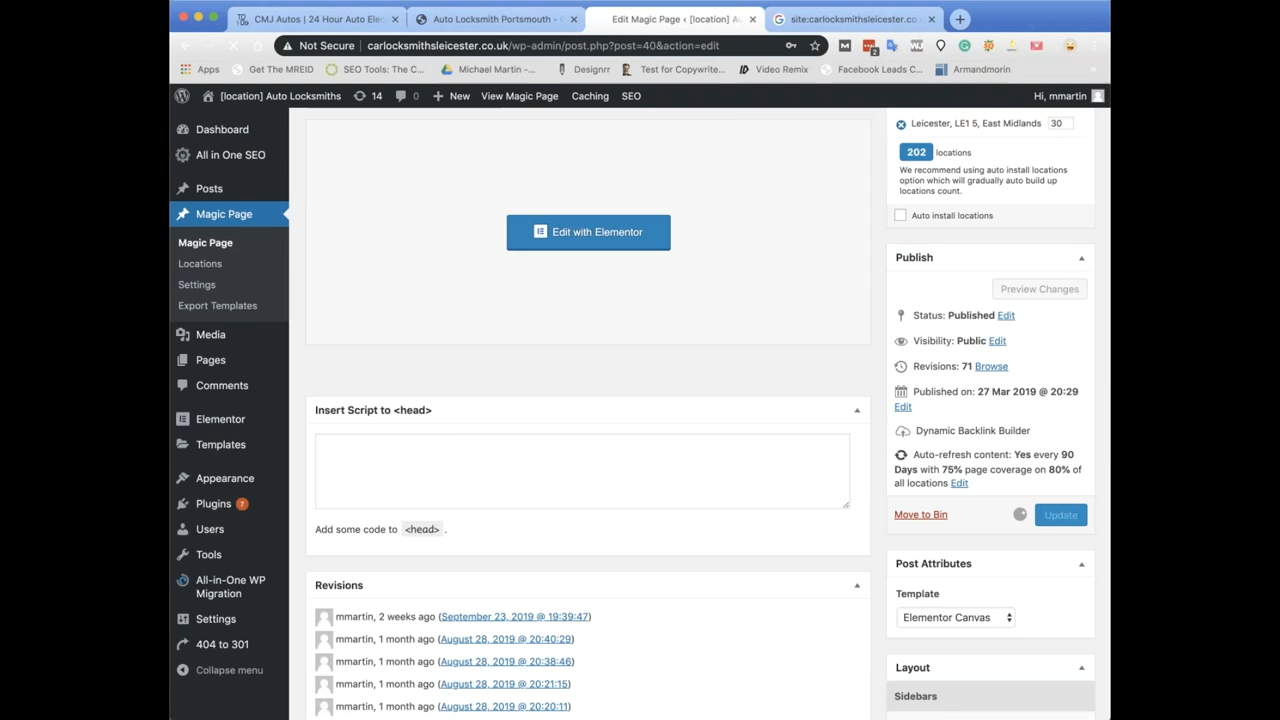 CMJ Autos | 24 Hour Auto Elec
Auto Locksmith Portsmouth -
Edit Magic Page ‹ [location] Au
site:carlocksmithsleicester.co
Not Secure | carlocksmithsleicester.co.uk/wp-admin/post.php?post=40&action=edit
Apps
Get The MREID
SEO Tools: The C...
Michael Martin -...
Designrr
Test for Copywrite...
Video Remix
Facebook Leads C...
Armandmorin
[location] Auto Locksmiths
14
0
New
View Magic Page
Caching
SEO
Hi, mmartin
Dashboard
All in One SEO
Posts
Magic Page
Magic Page
Locations
Settings
Export Templates
Media
Pages
Comments
Elementor
Templates
Appearance
Plugins 7
Users
Tools
All-in-One WP
Migration
Settings
404 to 301
Collapse menu
Edit with Elementor
Insert Script to <head>
Add some code to <head> .
Revisions
mmartin, 2 weeks ago (September 23, 2019 @ 19:39:47)
mmartin, 1 month ago (August 28, 2019 @ 20:40:29)
mmartin, 1 month ago (August 28, 2019 @ 20:38:46)
mmartin, 1 month ago (August 28, 2019 @ 20:21:15)
mmartin, 1 month ago (August 28, 2019 @ 20:20:11)
Leicester, LE1 5, East Midlands 30
202 locations
We recommend using auto install locations
option which will gradually auto build up
locations count.
Auto install locations
Publish
Preview Changes
Status: Published Edit
Visibility: Public Edit
Revisions: 71 Browse
Published on: 27 Mar 2019 @ 20:29
Edit
Dynamic Backlink Builder
Auto-refresh content: Yes every 90
Days with 75% page coverage on 80% of
all locations Edit
Move to Bin
Update
Post Attributes
Template
Elementor Canvas
Layout
Sidebars